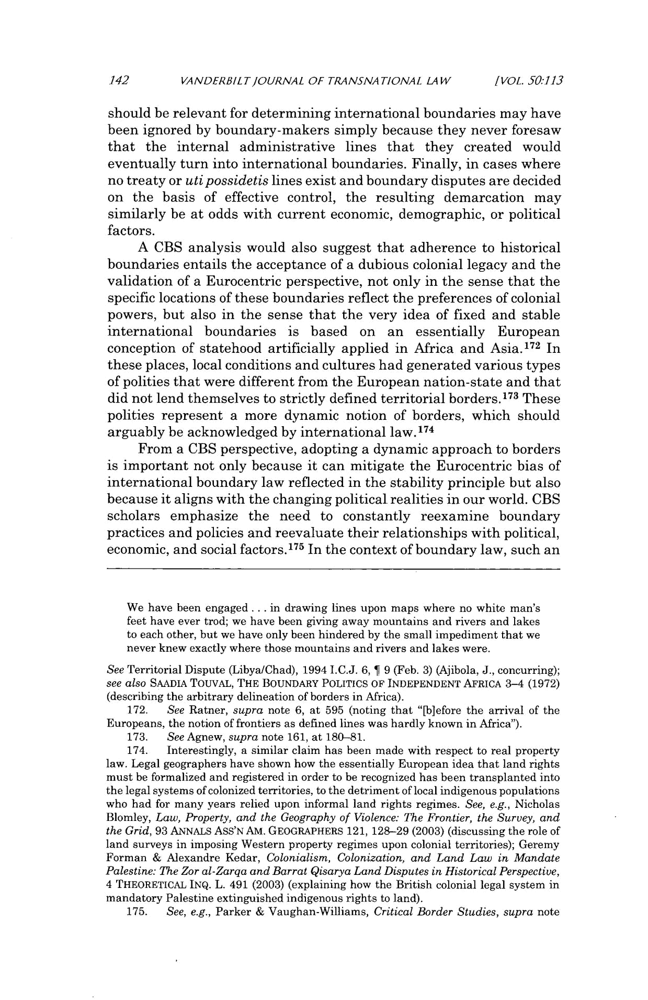 142 VANDERBILT JOURNAL OF TRANSNATIONAL LAW [VOL. 50:113
should be relevant for determining international boundaries may have
been ignored by boundary-makers simply because they never foresaw
that the internal administrative lines that they created would
eventually turn into international boundaries. Finally, in cases where
no treaty or uti possidetis lines exist and boundary disputes are decided
on the basis of effective control, the resulting demarcation may
similarly be at odds with current economic, demographic, or political
factors.
A CBS analysis would also suggest that adherence to historical
boundaries entails the acceptance of a dubious colonial legacy and the
validation of a Eurocentric perspective, not only in the sense that the
specific locations of these boundaries reflect the preferences of colonial
powers, but also in the sense that the very idea of fixed and stable
international boundaries is based on an essentially European
conception of statehood artificially applied in Africa and Asia.172 In
these places, local conditions and cultures had generated various types
of polities that were different from the European nation-state and that
did not lend themselves to strictly defined territorial borders.173 These
polities represent a more dynamic notion of borders, which should
arguably be acknowledged by international law.174
From a CBS perspective, adopting a dynamic approach to borders
is important not only because it can mitigate the Eurocentric bias of
international boundary law reflected in the stability principle but also
because it aligns with the changing political realities in our world. CBS
scholars emphasize the need to constantly reexamine boundary
practices and policies and reevaluate their relationships with political,
economic, and social factors.175 In the context of boundary law, such an
We have been engaged . . . in drawing lines upon maps where no white man's
feet have ever trod; we have been giving away mountains and rivers and lakes
to each other, but we have only been hindered by the small impediment that we
never knew exactly where those mountains and rivers and lakes were.
See Territorial Dispute (Libya/Chad), 1994 I.C.J. 6, ¶ 9 (Feb. 3) (Ajibola, J., concurring);
see also SAADIA TOUVAL, THE BOUNDARY POLITICS OF INDEPENDENT AFRICA 3–4 (1972)
(describing the arbitrary delineation of borders in Africa).
172. See Ratner, supra note 6, at 595 (noting that "[b]efore the arrival of the
Europeans, the notion of frontiers as defined lines was hardly known in Africa").
173. See Agnew, supra note 161, at 180–81.
174. Interestingly, a similar claim has been made with respect to real property
law. Legal geographers have shown how the essentially European idea that land rights
must be formalized and registered in order to be recognized has been transplanted into
the legal systems of colonized territories, to the detriment of local indigenous populations
who had for many years relied upon informal land rights regimes. See, e.g., Nicholas
Blomley, Law, Property, and the Geography of Violence: The Frontier, the Survey, and
the Grid, 93 ANNALS ASS'N AM. GEOGRAPHERS 121, 128–29 (2003) (discussing the role of
land surveys in imposing Western property regimes upon colonial territories); Geremy
Forman & Alexandre Kedar, Colonialism, Colonization, and Land Law in Mandate
Palestine: The Zor al-Zarqa and Barrat Qisarya Land Disputes in Historical Perspective,
4 THEORETICAL INQ. L. 491 (2003) (explaining how the British colonial legal system in
mandatory Palestine extinguished indigenous rights to land).
175. See, e.g., Parker & Vaughan-Williams, Critical Border Studies, supra note